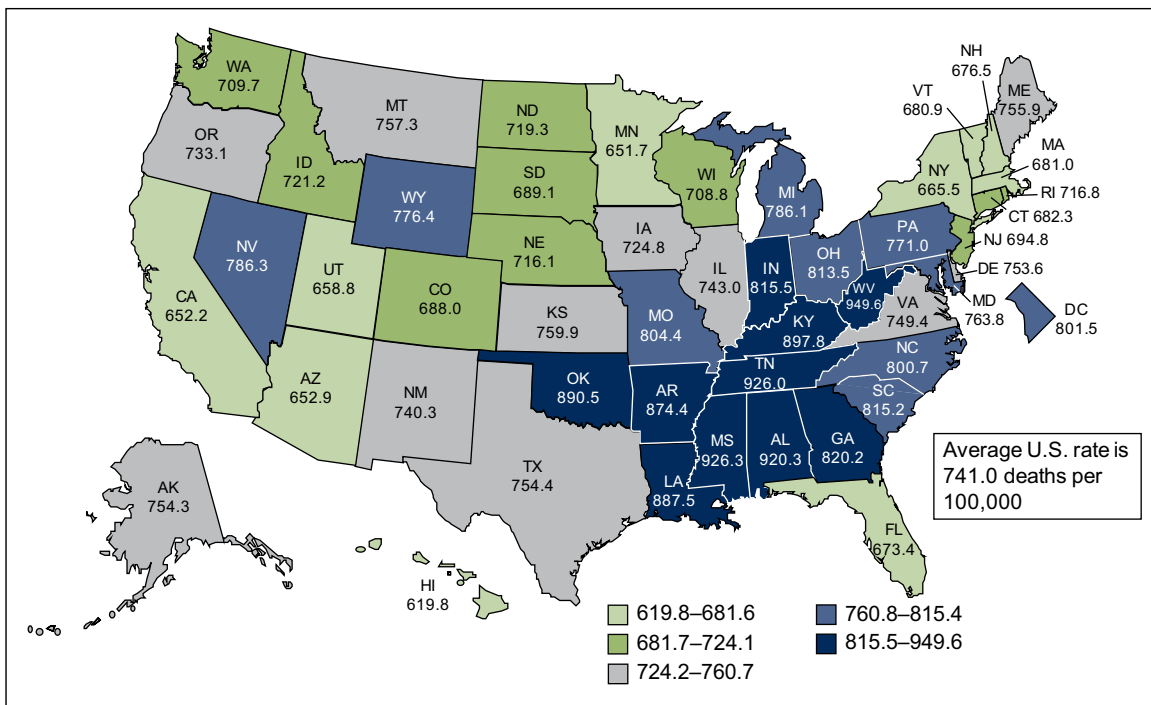 WA
709.7
MT
757.3
ND
719.3
MN
651.7
NH
676.5
VT
680.9
ME
755.9
OR
733.1
ID
721.2
WY
776.4
SD
689.1
WI
708.8
MI
786.1
NY
665.5
MA
681.0
RI 716.8
CT 682.3
NJ 694.8
DE 753.6
MD
763.8
DC
801.5
NV
786.3
UT
658.8
CO
688.0
NE
716.1
IA
724.8
IL
743.0
IN
815.5
OH
813.5
PA
771.0
WV
949.6
VA
749.4
CA
652.2
KS
759.9
MO
804.4
KY
897.8
NC
800.7
TN
926.0
SC
815.2
AZ
652.9
NM
740.3
OK
890.5
AR
874.4
MS
926.3
AL
920.3
GA
820.2
TX
754.4
LA
887.5
FL
673.4
AK
754.3
HI
619.8
Average U.S. rate is
741.0 deaths per
100,000
619.8–681.6
681.7–724.1
724.2–760.7
760.8–815.4
815.5–949.6